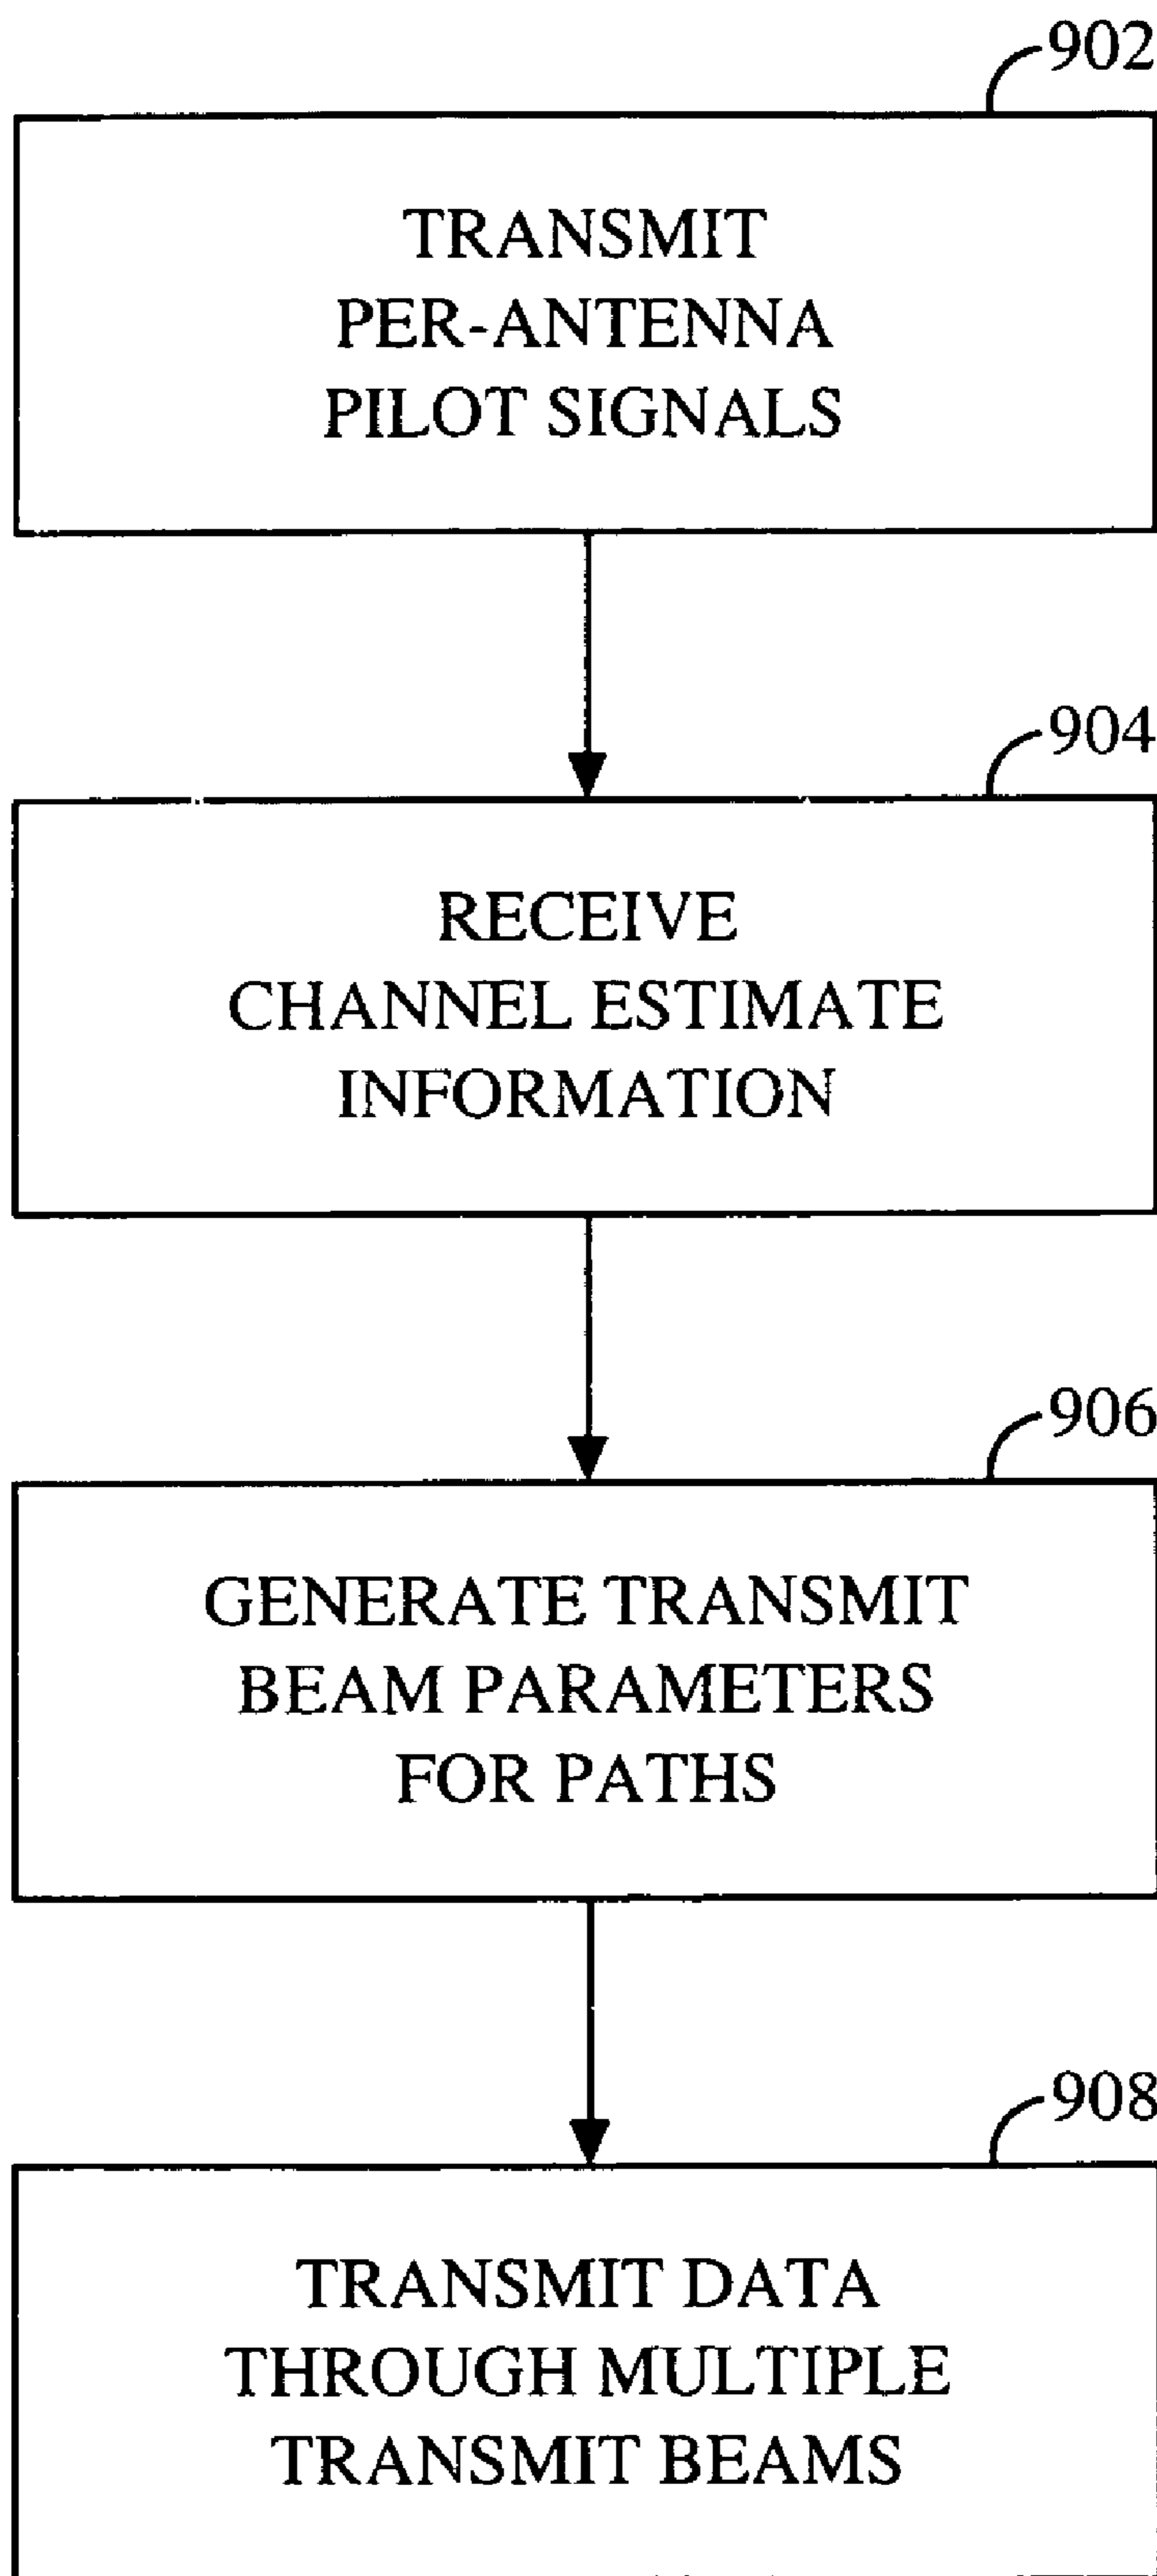 902
TRANSMIT
PER-ANTENNA
PILOT SIGNALS
904
RECEIVE
CHANNEL ESTIMATE
INFORMATION
906
GENERATE TRANSMIT
BEAM PARAMETERS
FOR PATHS
908
TRANSMIT DATA
THROUGH MULTIPLE
TRANSMIT BEAMS